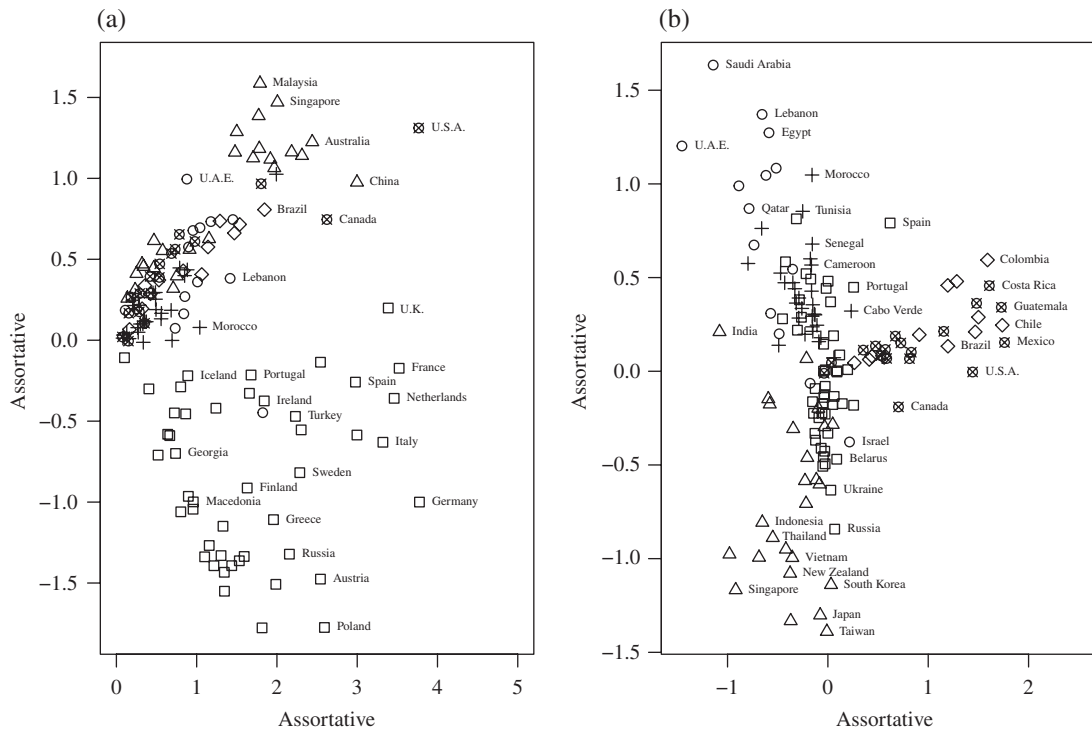 (a)
Assortative
1.5
1.0
0.5
0.0
−0.5
−1.0
−1.5
Malaysia
Singapore
U.S.A.
Australia
U.A.E.
China
Brazil
Canada
Lebanon
U.K.
Morocco
France
Iceland
Portugal
Spain
Netherlands
Ireland
Turkey
Italy
Georgia
Sweden
Finland
Macedonia
Germany
Greece
Russia
Austria
Poland
0 1 2 3 4 5
Assortative
(b)
Assortative
1.5
1.0
0.5
0.0
−0.5
−1.0
−1.5
Saudi Arabia
Lebanon
Egypt
U.A.E.
Morocco
Qatar
Tunisia
Spain
Senegal
Cameroon
Colombia
Portugal
Costa Rica
Cabo Verde
Guatemala
India
Chile
Brazil
Mexico
U.S.A.
Canada
Israel
Belarus
Ukraine
Indonesia
Russia
Thailand
Vietnam
New Zealand
South Korea
Singapore
Japan
Taiwan
−1 0 1 2
Assortative